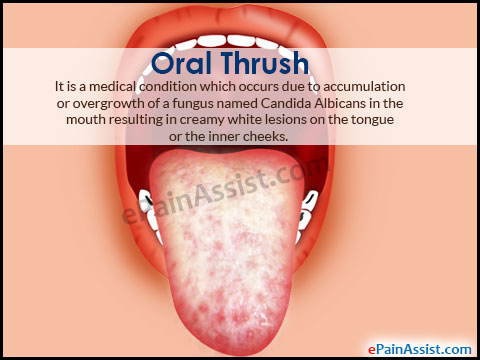 Oral Thrush
It is a medical condition which occurs due to accumulation
or overgrowth of a fungus named Candida Albicans in the
mouth resulting in creamy white lesions on the tongue
or the inner cheeks.
ePainAssist.com
ePainAssist.com